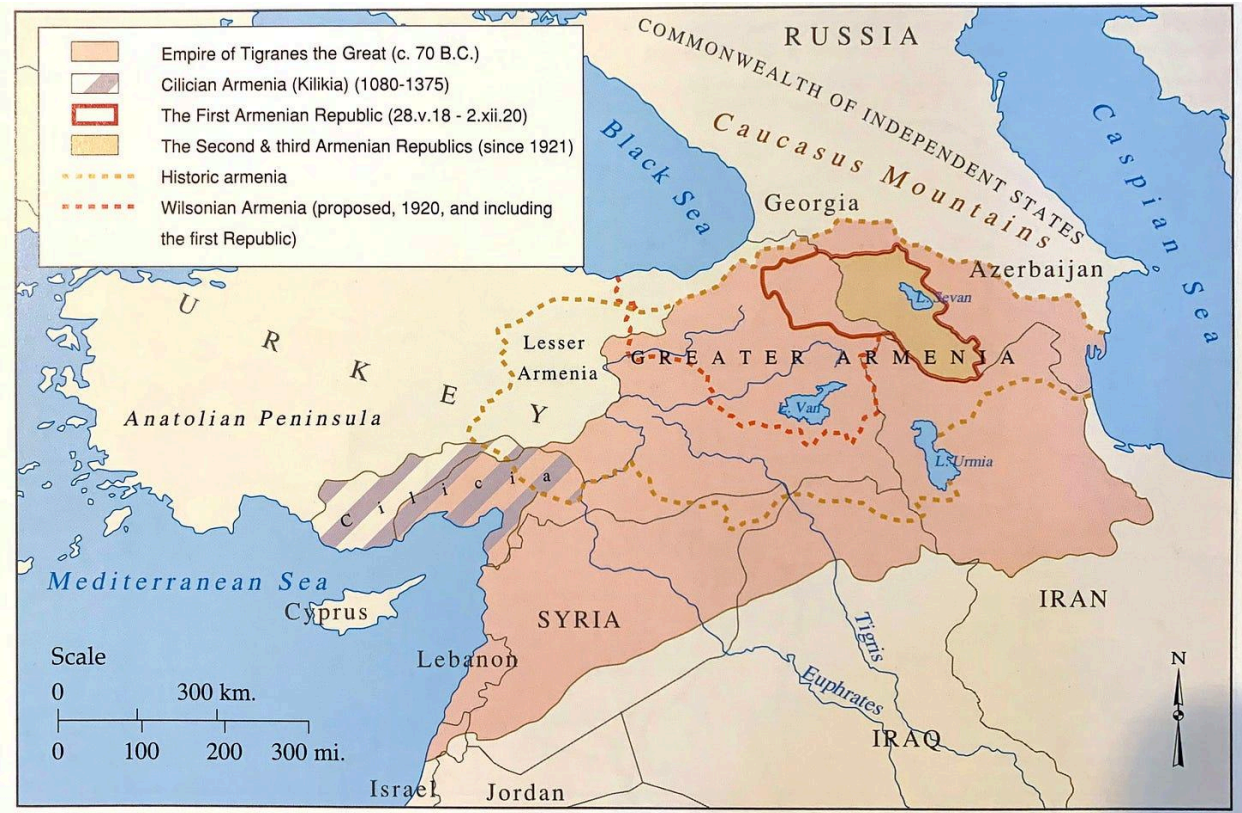 Empire of Tigranes the Great (c. 70 B.C.)
Cilician Armenia (Kilikia) (1080-1375)
The First Armenian Republic (28.v.18 - 2.xii.20)
The Second & third Armenian Republics (since 1921)
Historic armenia
Wilsonian Armenia (proposed, 1920, and including
the first Republic)
RUSSIA
COMMONWEALTH OF INDEPENDENT STATES
Caucasus Mountains
Black Sea
Caspian Sea
Georgia
Azerbaijan
L. Sevan
URKEY
Lesser
Armenia
GREATER ARMENIA
Anatolian Peninsula
L. Van
L. Urmia
Cilicia
Mediterranean Sea
Cyprus
SYRIA
IRAN
Lebanon
Tigris
Euphrates
IRAQ
Israel
Jordan
Scale
0 300 km.
0 100 200 300 mi.
N